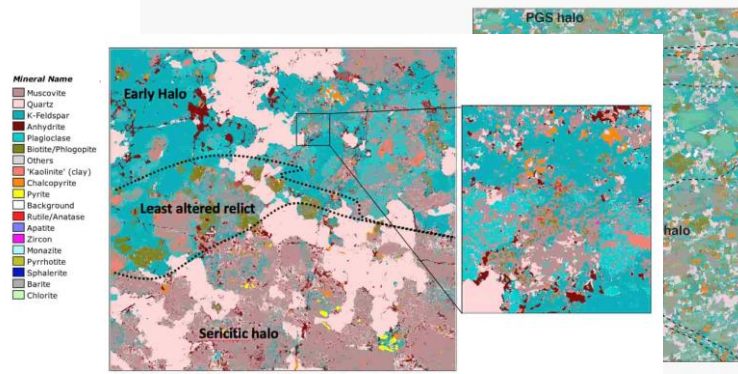 PGS halo
Mineral Name
Muscovite
Quartz
K-Feldspar
Anhydrite
Plagioclase
Biotite/Phlogopite
Others
'Kaolinite' (clay)
Chalcopyrite
Pyrite
Background
Rutile/Anatase
Apatite
Zircon
Monazite
Pyrrhotite
Sphalerite
Barite
Chlorite
Early Halo
Least altered relict
Sericitic halo
halo